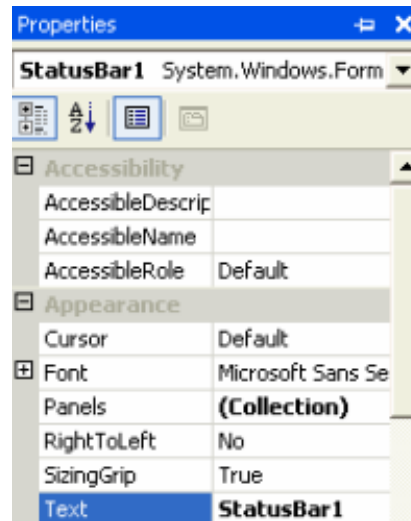 Properties
StatusBar1 System.Windows.Form
Accessibility
AccessibleDescrip
AccessibleName
AccessibleRole Default
Appearance
Cursor Default
Font Microsoft Sans Se
Panels (Collection)
RightToLeft No
SizingGrip True
Text StatusBar1